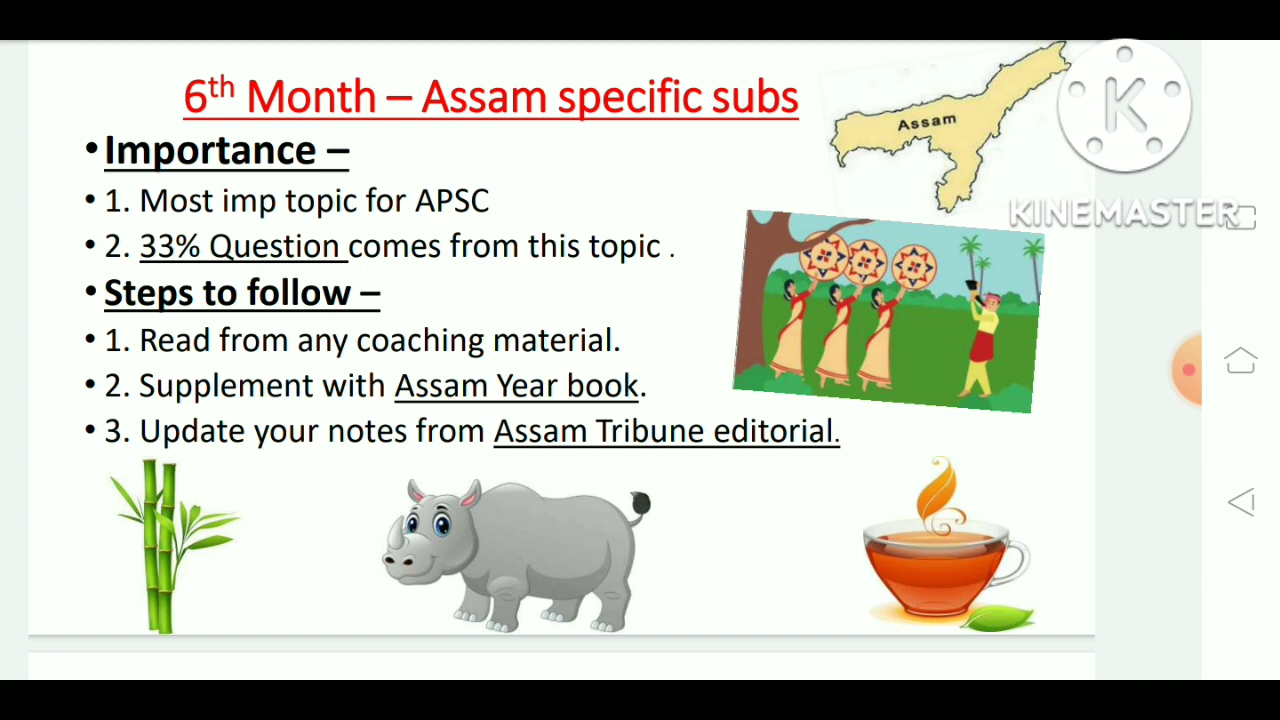 6th Month – Assam specific subs
• Importance –
• 1. Most imp topic for APSC
• 2. 33% Question comes from this topic .
• Steps to follow –
• 1. Read from any coaching material.
• 2. Supplement with Assam Year book.
• 3. Update your notes from Assam Tribune editorial.
Assam
K
KINEMASTER